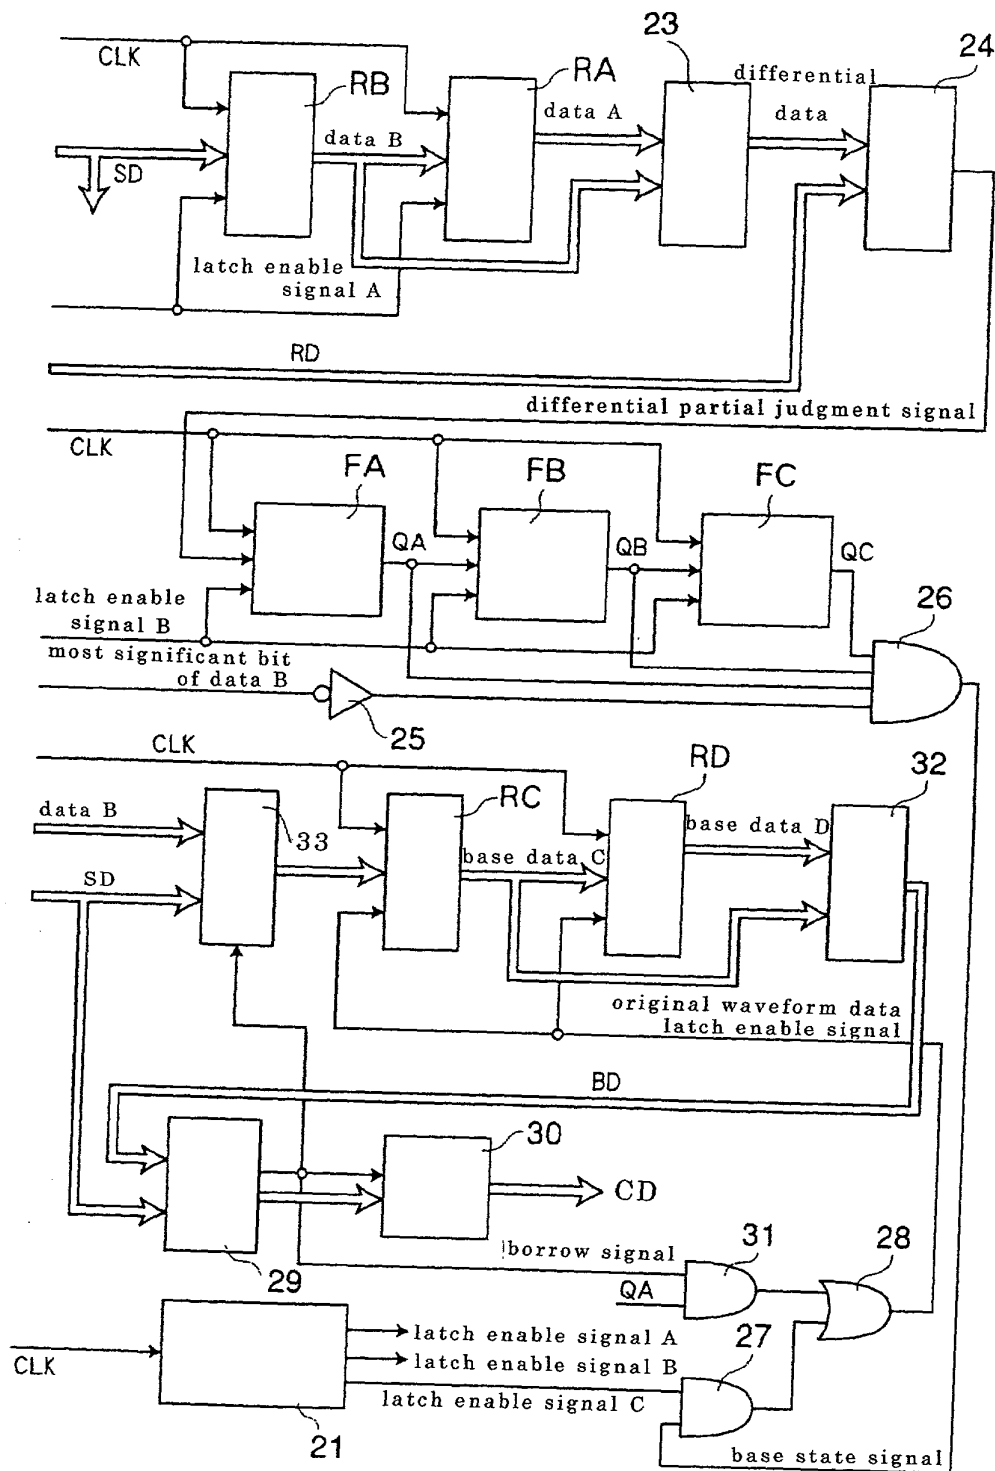 23
24
CLK
RB
RA
differential
data
data A
data B
SD
latch enable
signal A
RD
differential partial judgment signal
CLK
FA
FB
FC
QA
QB
QC
26
latch enable
signal B
most significant bit
of data B
25
CLK
RD
32
RC
data B
33
base data D
base data C
SD
original waveform data
latch enable signal
BD
30
CD
29
borrow signal
31
28
QA
27
latch enable signal A
latch enable signal B
CLK
latch enable signal C
21
base state signal